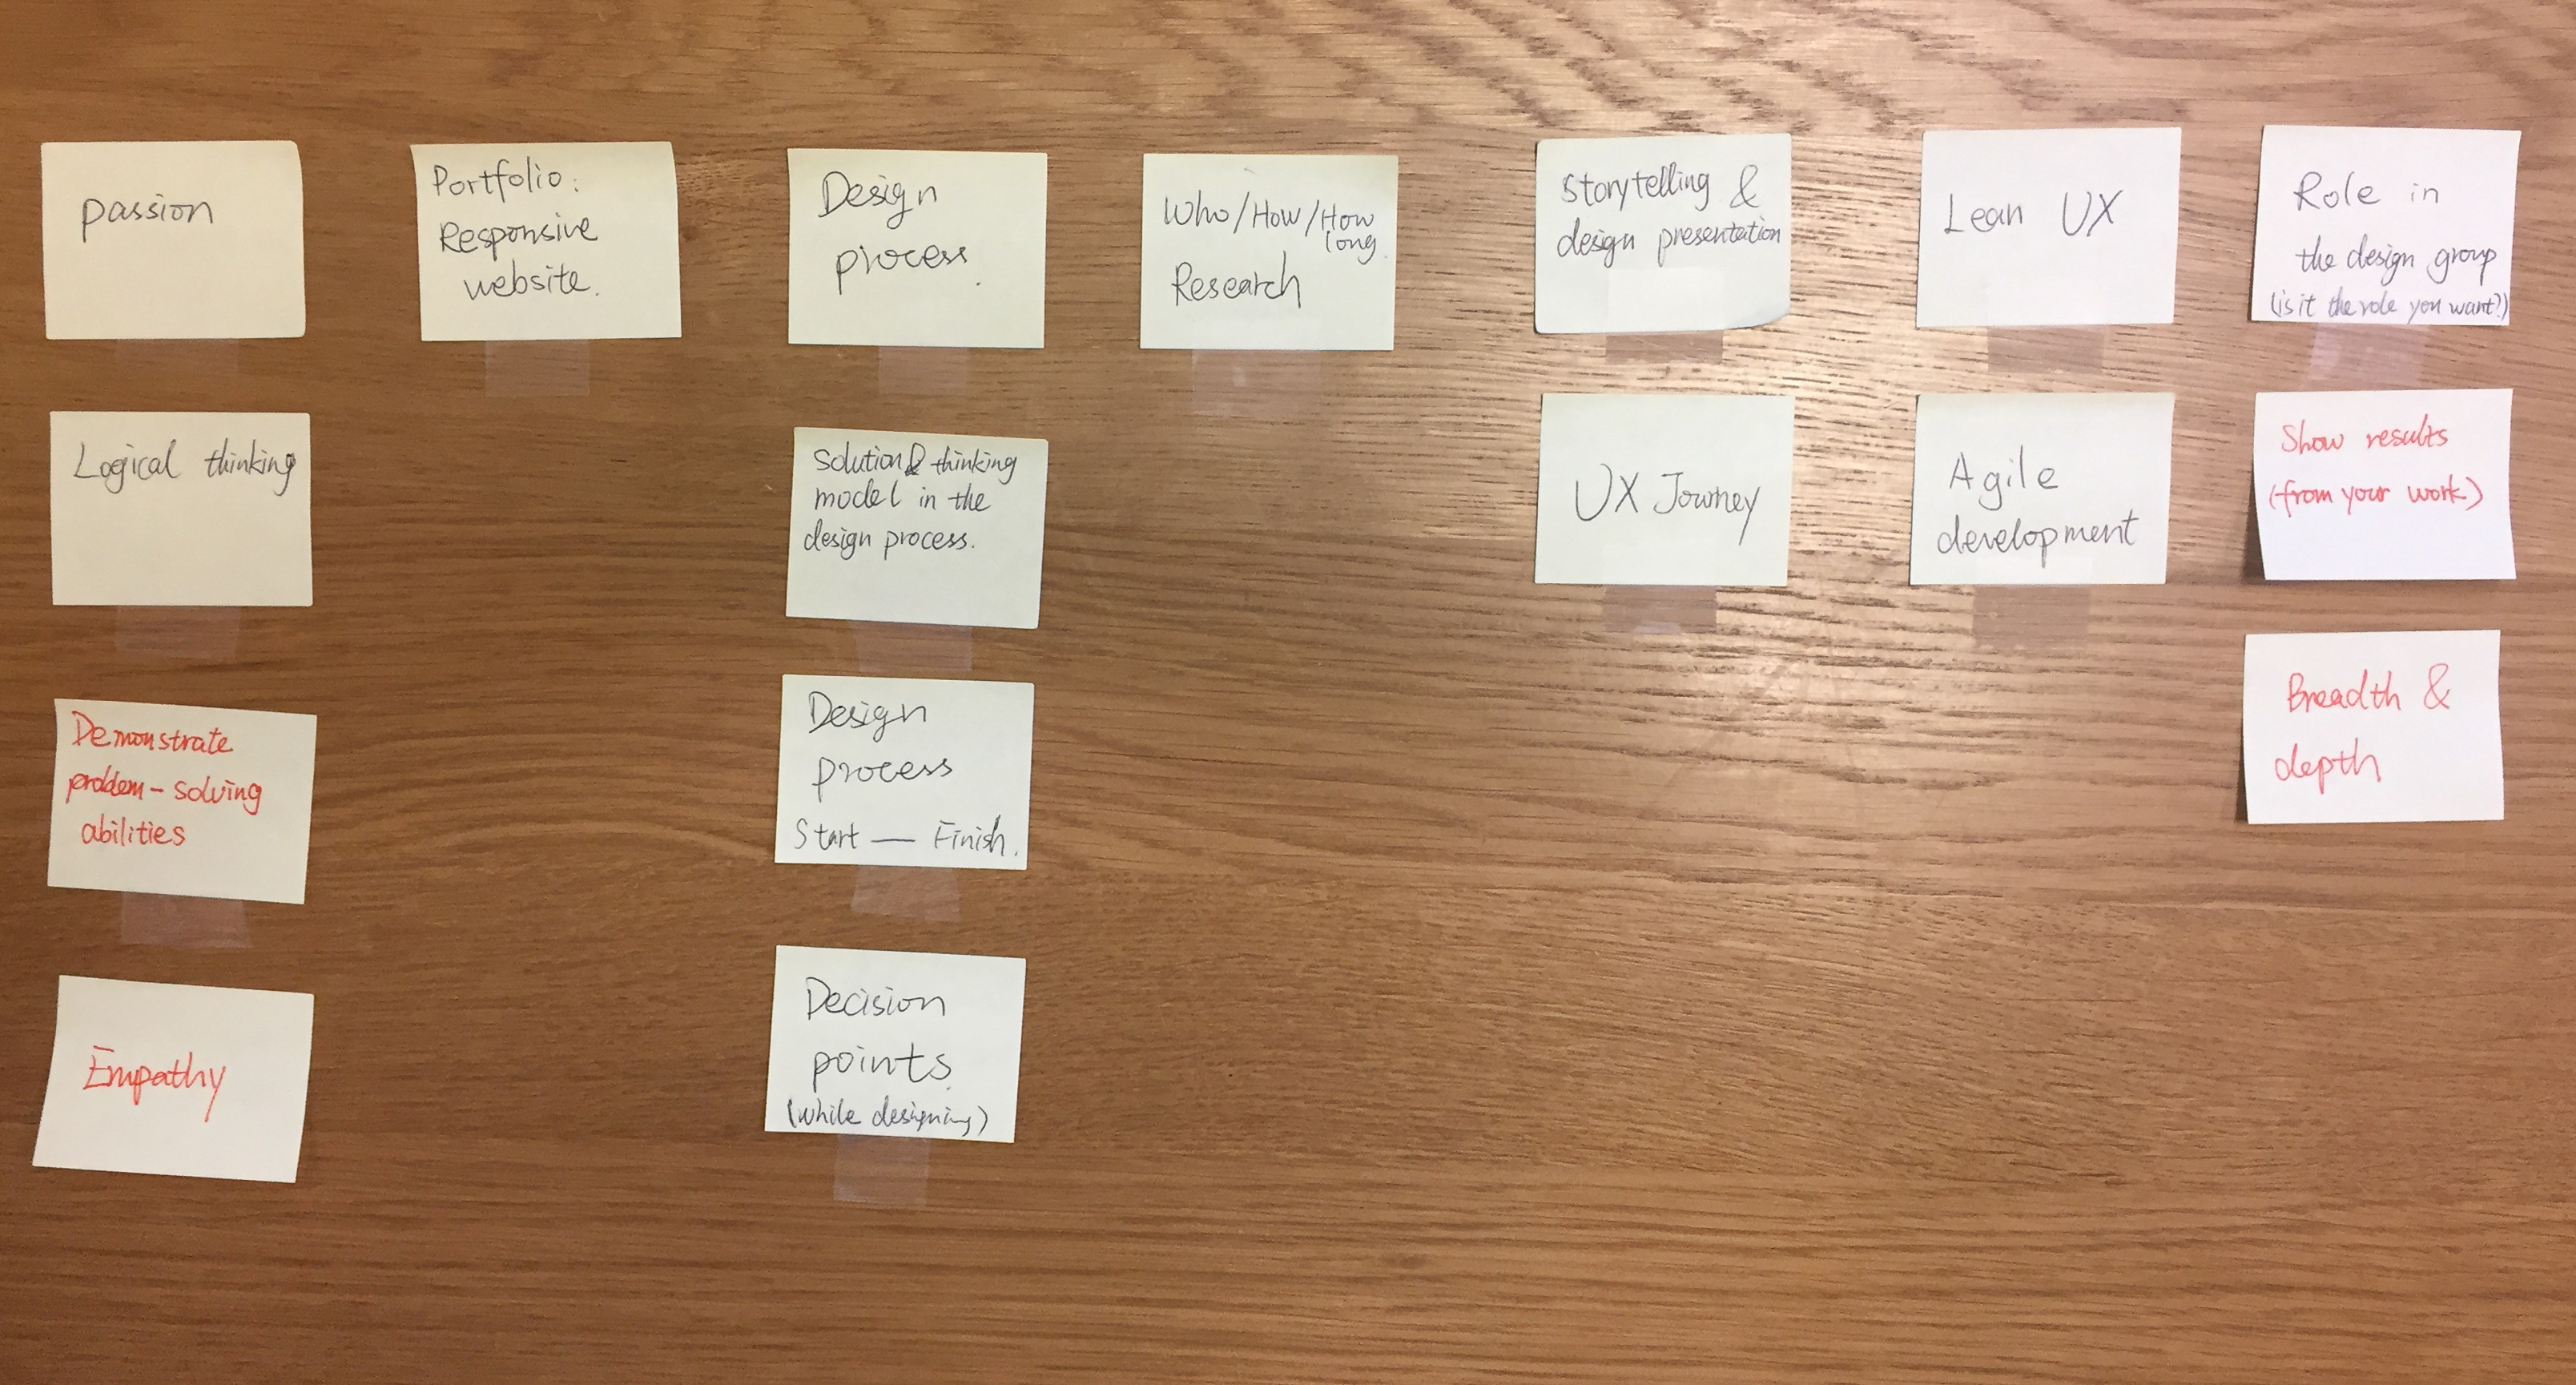 passion
Logical thinking
Demonstrate
problem-solving
abilities
Empathy
Portfolio:
Responsive
website.
Design
process.
Solution & thinking
model in the
design process.
Design
process
Start — Finish.
Decision
points
(while designing)
Who/How/How
long.
Research
Storytelling &
design presentation
UX Journey
Lean UX
Agile
development
Role in
the design group
(is it the role you want?)
Show results
(from your work)
Breadth &
depth